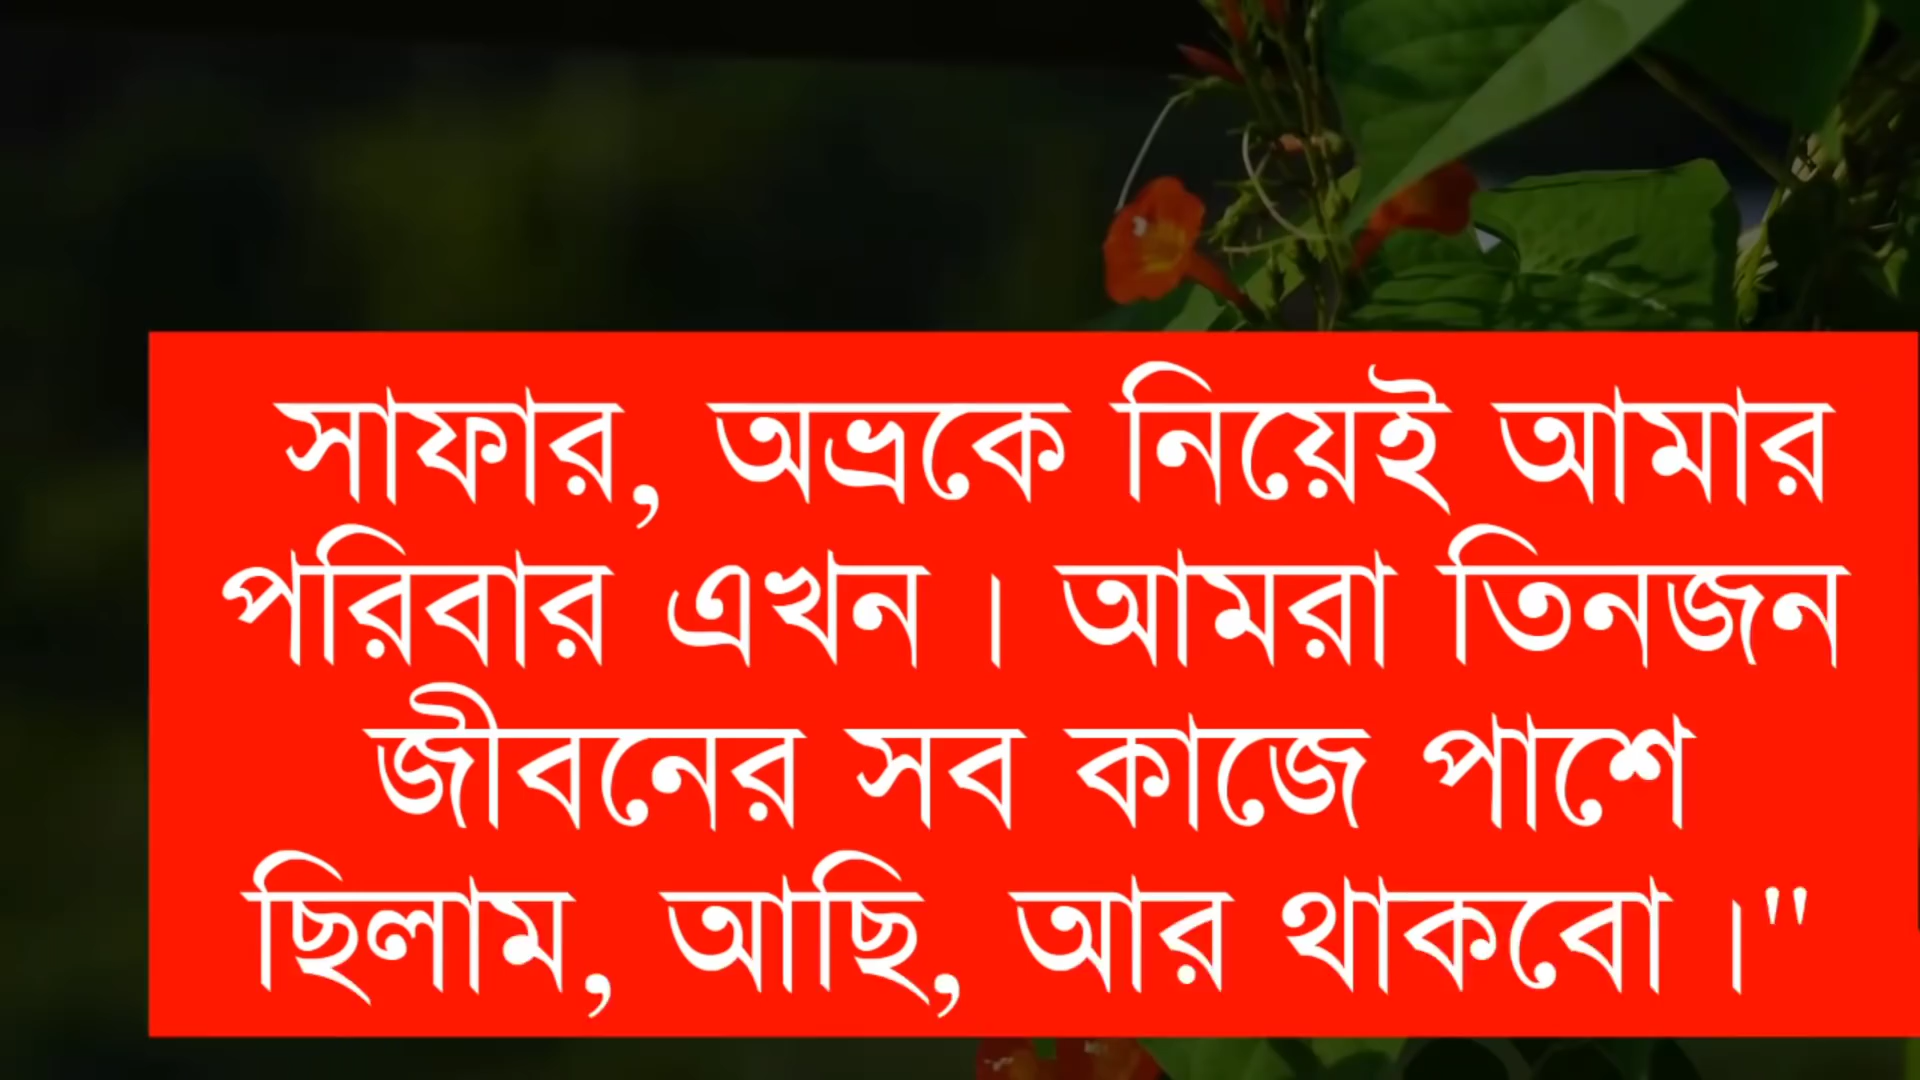 সাফার, অভ্রকে নিয়েই আমার
পরিবার এখন । আমরা তিনজন
জীবনের সব কাজে পাশে
ছিলাম, আছি, আর থাকবো ।"